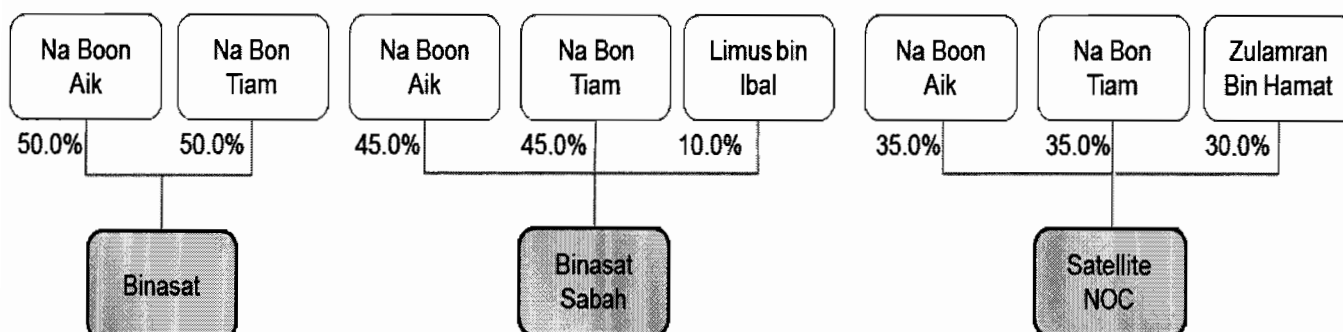 Na Boon
Aik
Na Bon
Tiam
Na Boon
Aik
Na Bon
Tiam
Limus bin
Ibal
Na Boon
Aik
Na Bon
Tiam
Zulamran
Bin Hamat
50.0%
50.0%
45.0%
45.0%
10.0%
35.0%
35.0%
30.0%
Binasat
Binasat
Sabah
Satellite
NOC